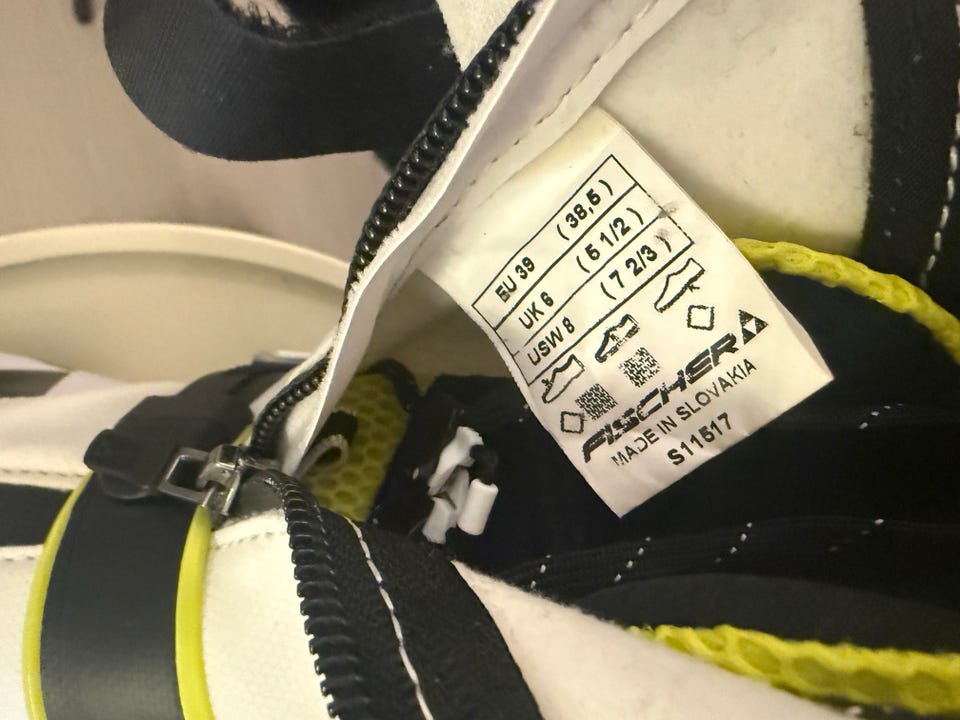 EU 39 (38,5)
UK 6 (5 1/2)
USW 8 (7 2/3)
FISCHER
MADE IN SLOVAKIA
S11517